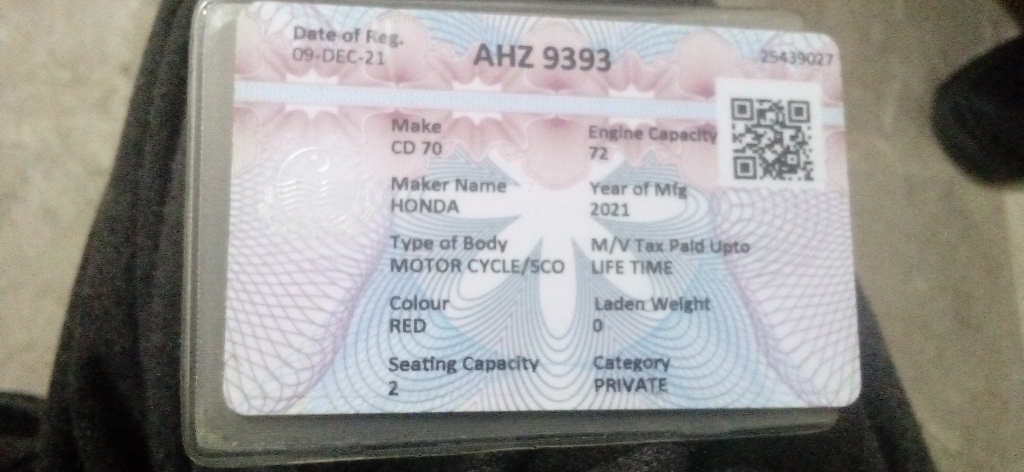 Date of Reg.
09-DEC-21
AHZ 9393
25439027
Make
CD 70
Engine Capacity
72
Maker Name
HONDA
Year of Mfg
2021
Type of Body
MOTOR CYCLE/SCO
M/V Tax Paid Upto
LIFE TIME
Colour
RED
Laden Weight
0
Seating Capacity
2
Category
PRIVATE